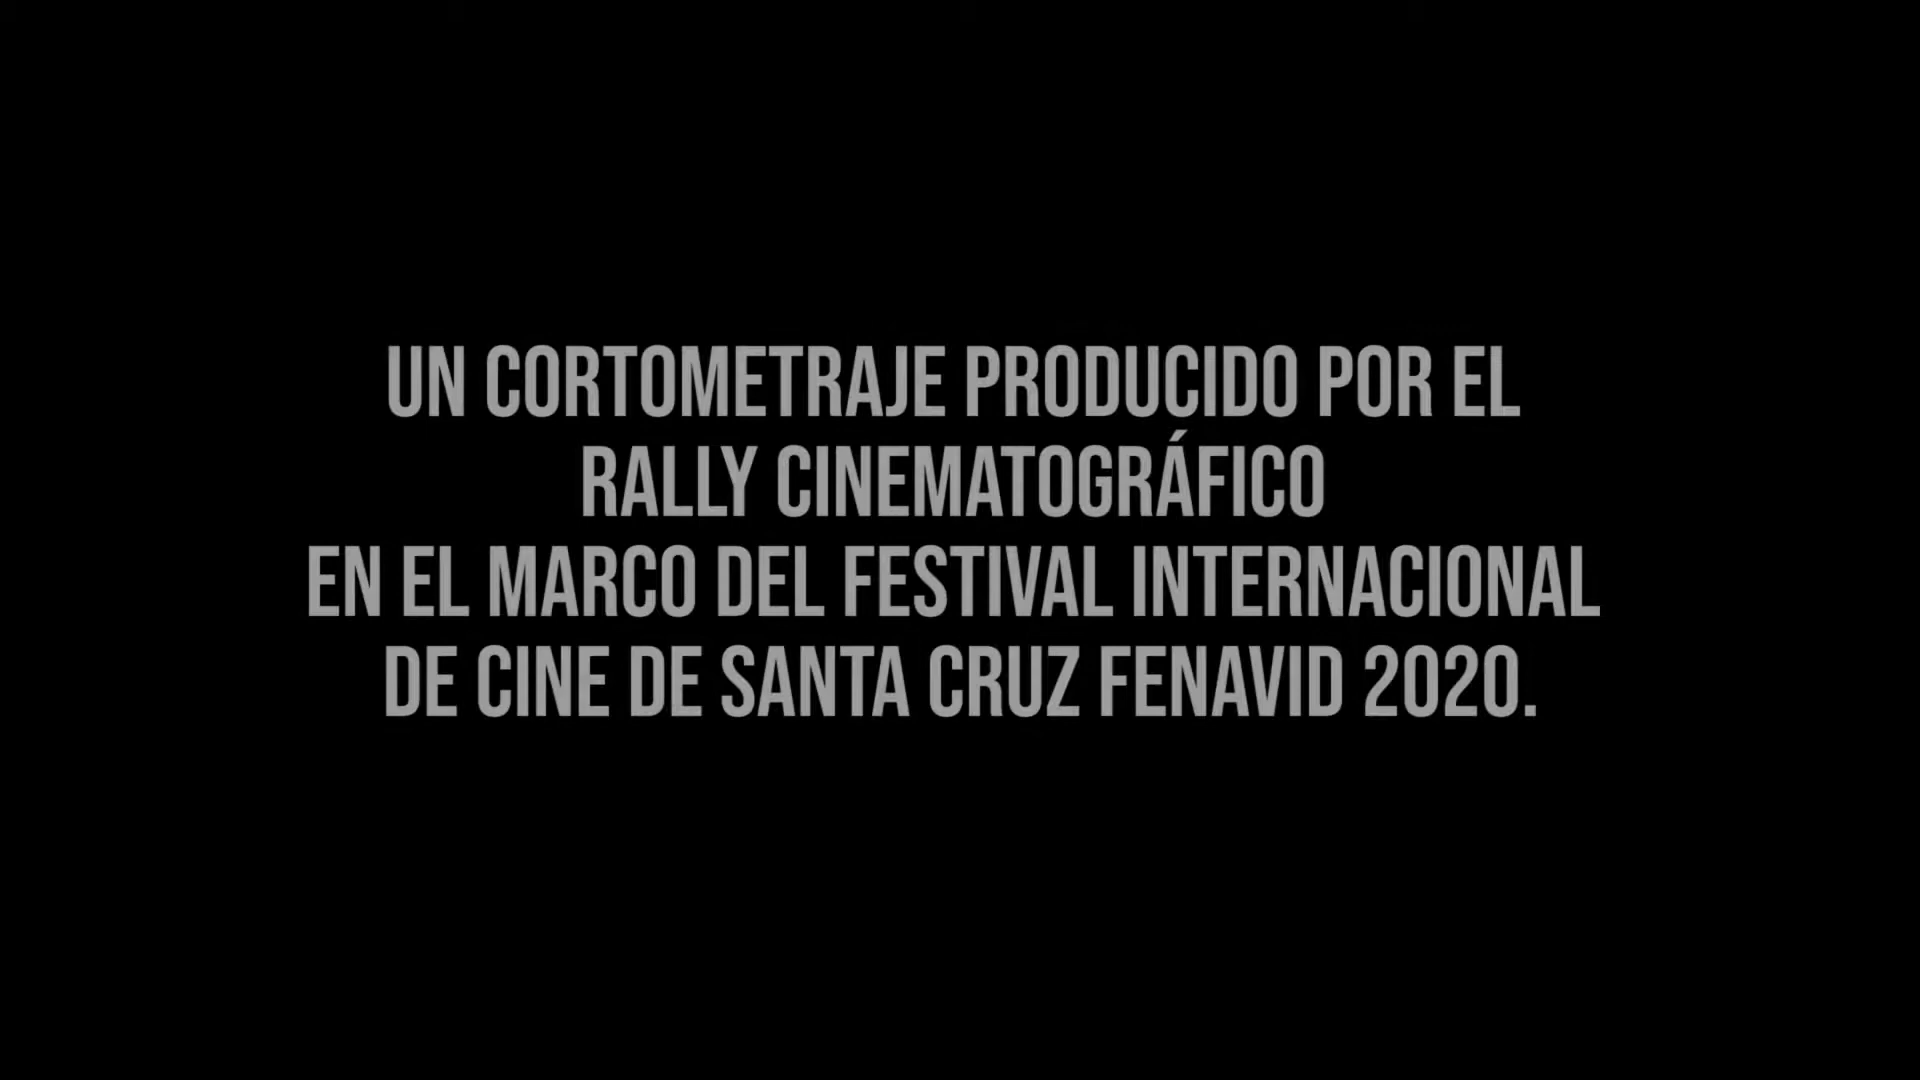 UN CORTOMETRAJE PRODUCIDO POR EL
RALLY CINEMATOGRÁFICO
EN EL MARCO DEL FESTIVAL INTERNACIONAL
DE CINE DE SANTA CRUZ FENAVID 2020.